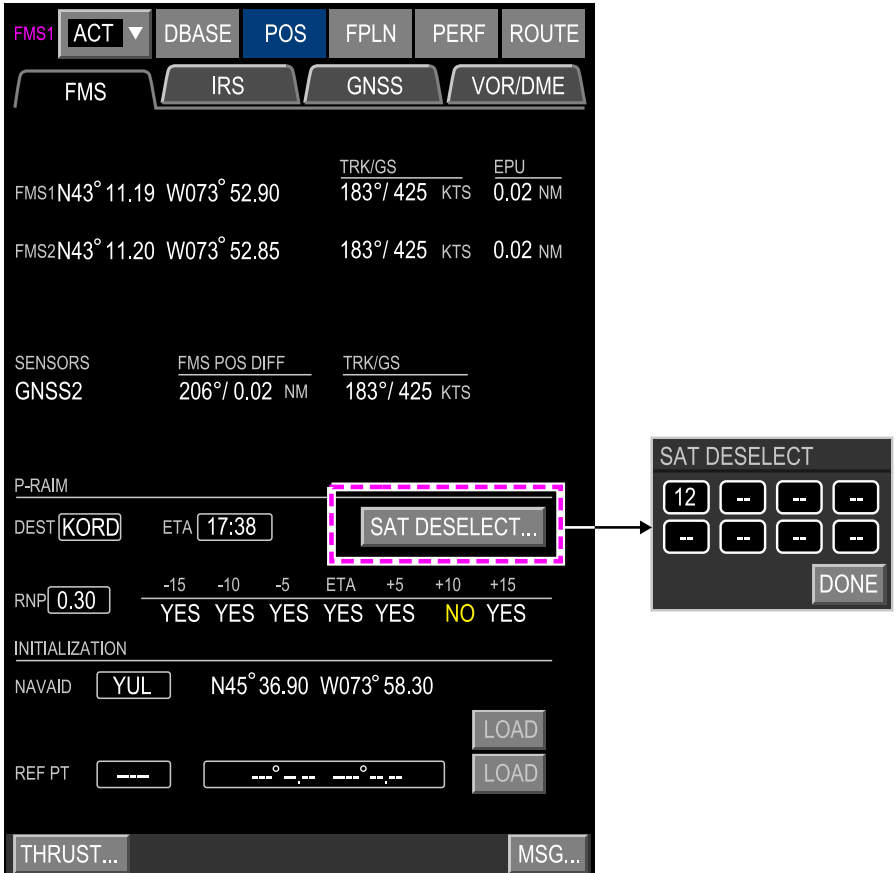 FMS1 ACT DBASE POS FPLN PERF ROUTE
FMS IRS GNSS VOR/DME
TRK/GS EPU
FMS1 N43° 11.19 W073° 52.90 183°/ 425 KTS 0.02 NM
FMS2 N43° 11.20 W073° 52.85 183°/ 425 KTS 0.02 NM
SENSORS FMS POS DIFF TRK/GS
GNSS2 206°/ 0.02 NM 183°/ 425 KTS
P-RAIM
DEST KORD ETA 17:38 SAT DESELECT...
-15 -10 -5 ETA +5 +10 +15
RNP 0.30 YES YES YES YES YES NO YES
INITIALIZATION
NAVAID YUL N45° 36.90 W073° 58.30
LOAD
REF PT --- ---° --.-- ---° --.-- LOAD
THRUST... MSG...
SAT DESELECT
12 -- -- --
-- -- -- --
DONE